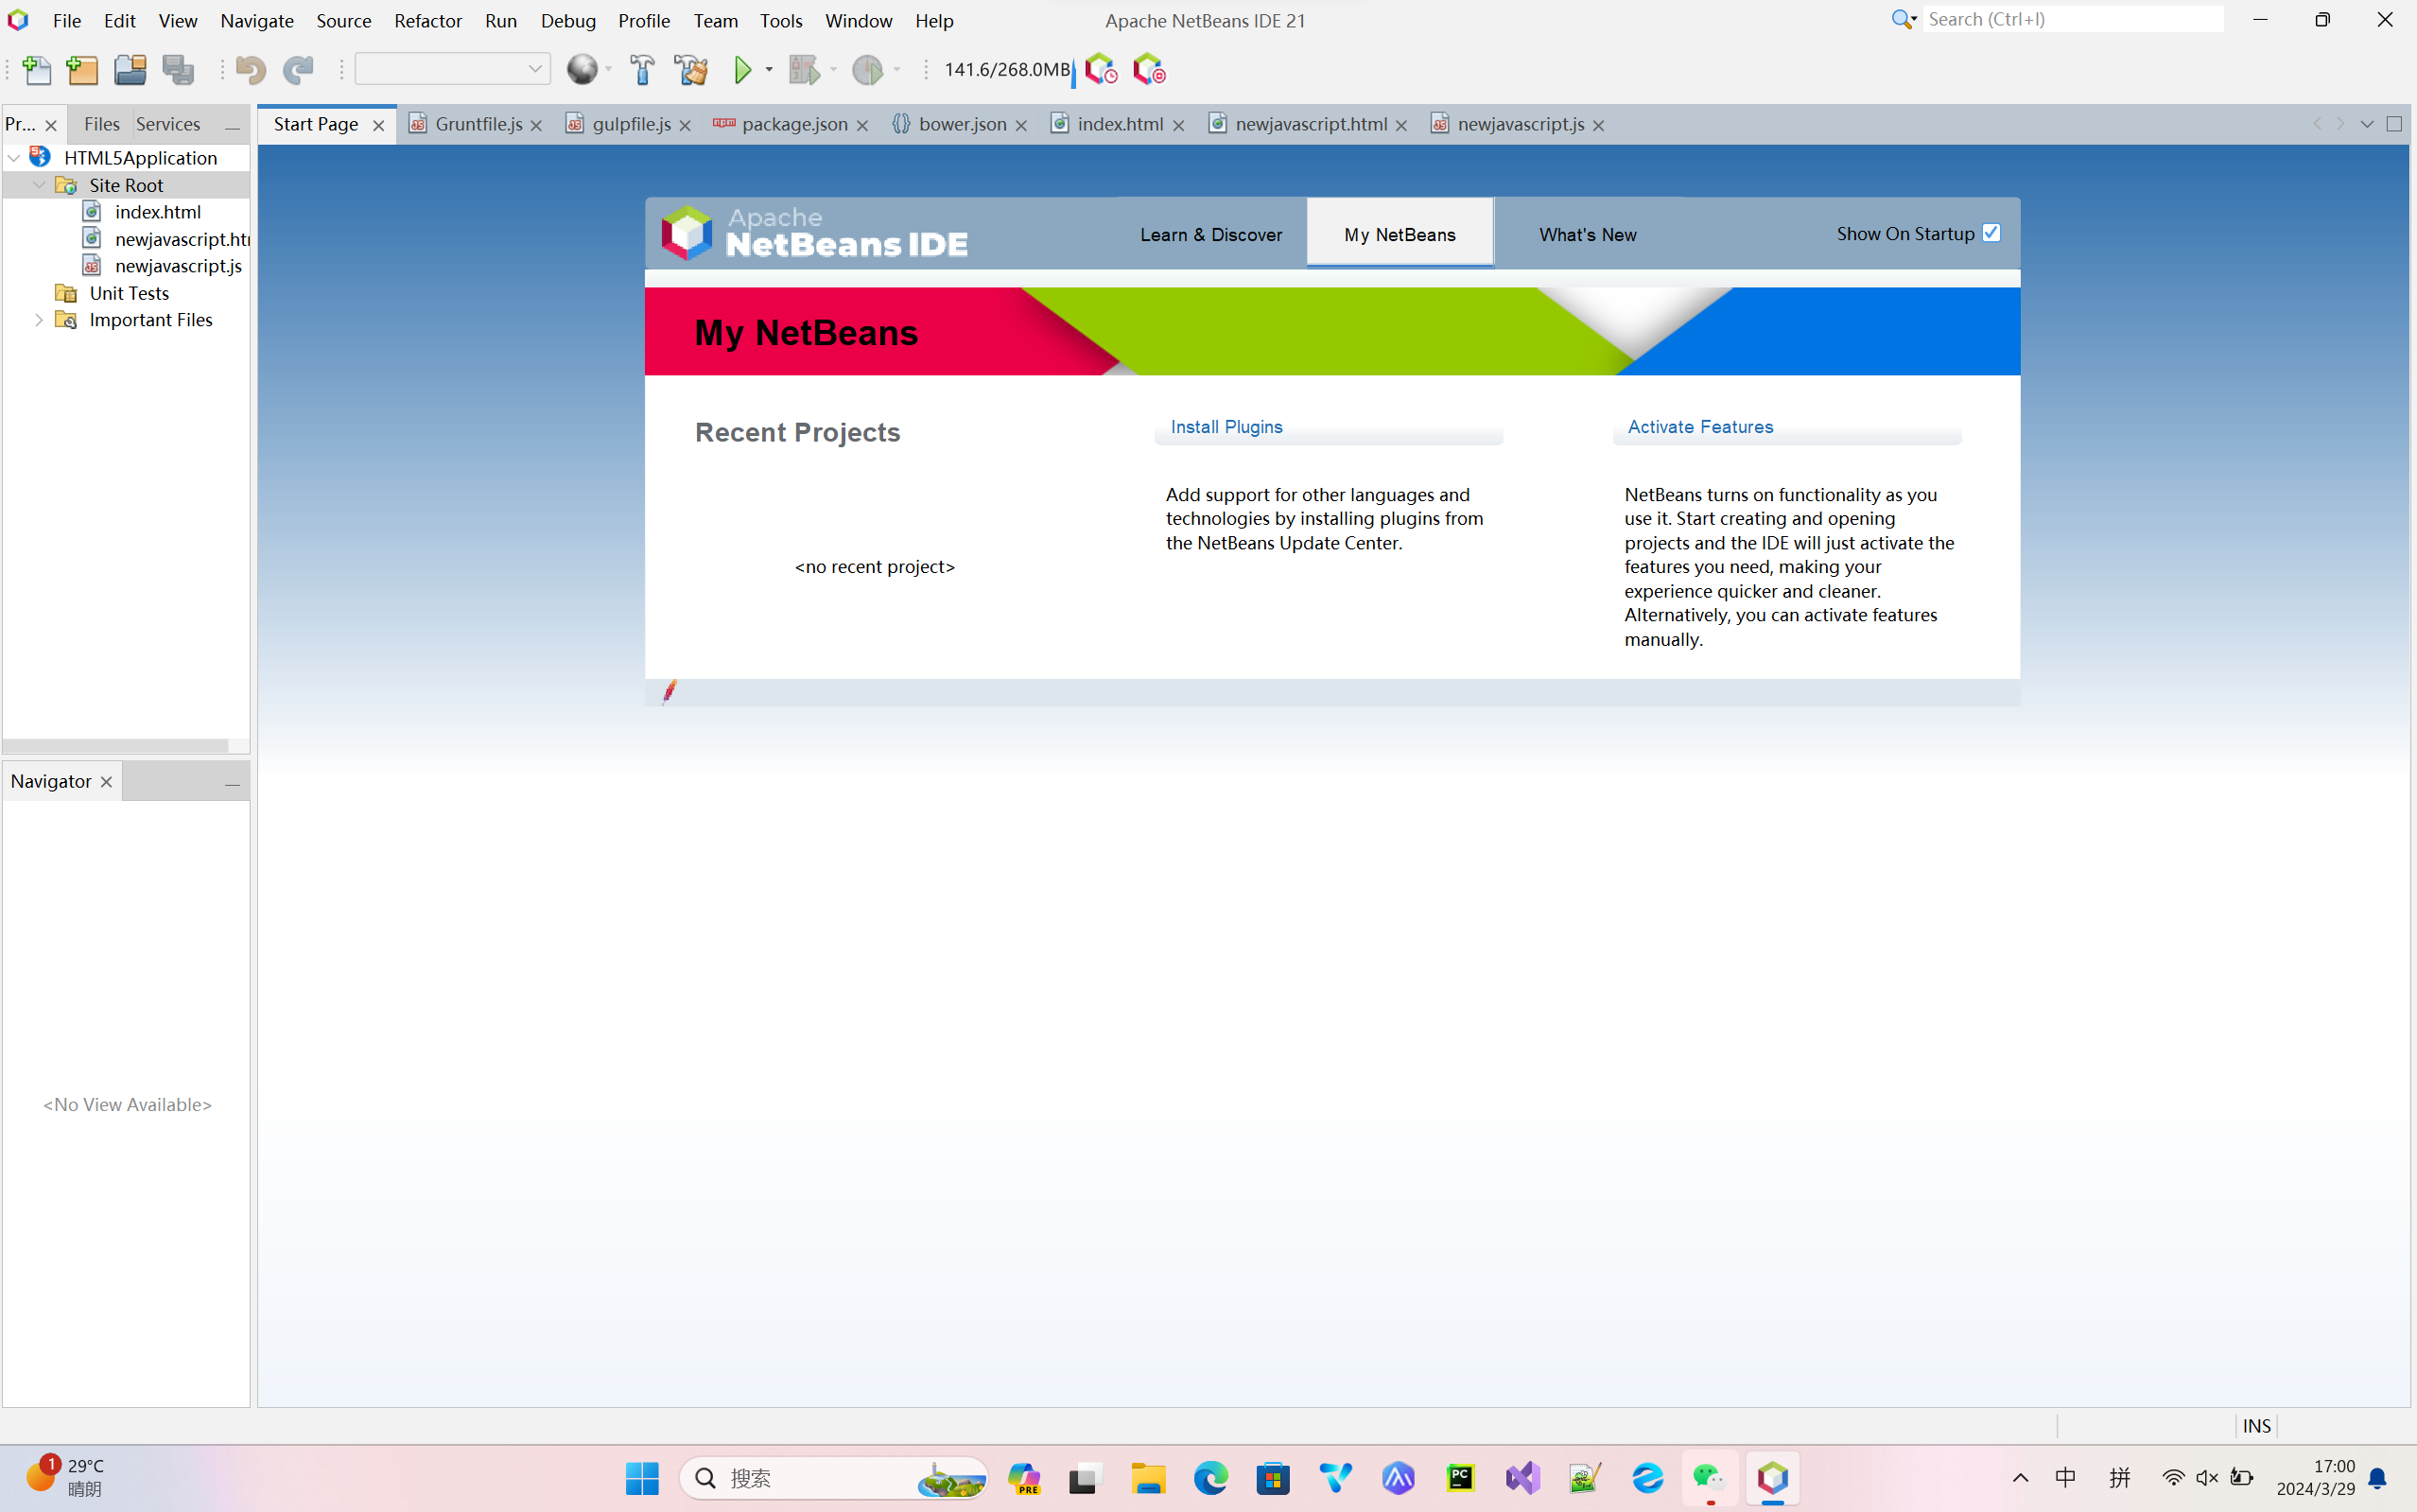 File Edit View Navigate Source Refactor Run Debug Profile Team Tools Window Help
Apache NetBeans IDE 21
Search (Ctrl+I)
141.6/268.0MB
Pr... Files Services
Start Page Gruntfile.js gulpfile.js package.json bower.json index.html newjavascript.html newjavascript.js
HTML5Application
Site Root
index.html
newjavascript.htm
newjavascript.js
Unit Tests
Important Files
Apache
NetBeans IDE
Learn & Discover
My NetBeans
What's New
Show On Startup
My NetBeans
Recent Projects
<no recent project>
Install Plugins
Add support for other languages and
technologies by installing plugins from
the NetBeans Update Center.
Activate Features
NetBeans turns on functionality as you
use it. Start creating and opening
projects and the IDE will just activate the
features you need, making your
experience quicker and cleaner.
Alternatively, you can activate features
manually.
Navigator
<No View Available>
INS
1
29°C
晴朗
搜索
PRE
PC
中
拼
17:00
2024/3/29